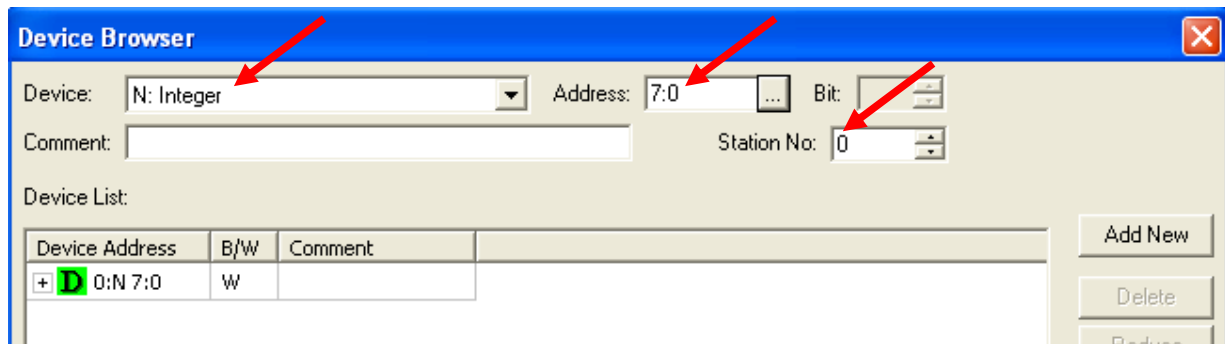 Device Browser
Device: N: Integer Address: 7:0 ... Bit:
Comment: Station No: 0
Device List:
Add New
Device Address B/W Comment
+ D 0:N 7:0 W
Delete